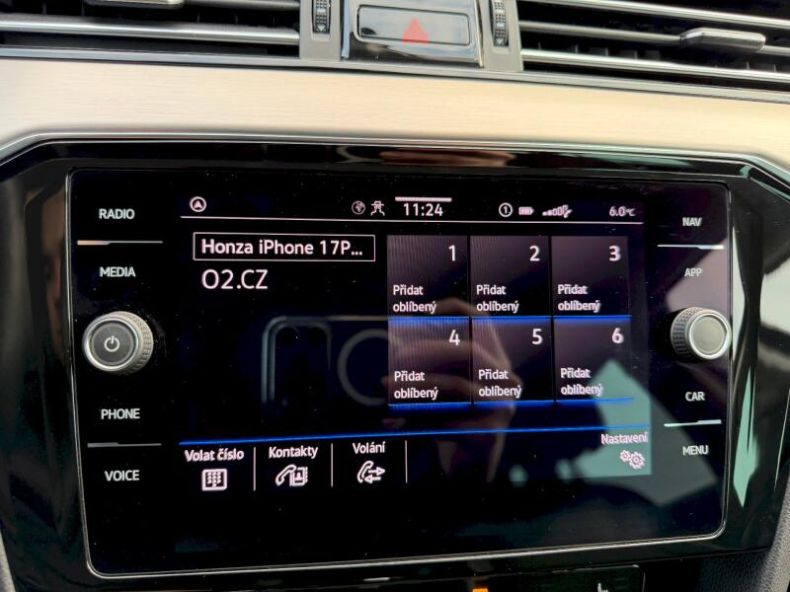 RADIO
MEDIA
PHONE
VOICE
11:24
1
6.0°C
Honza iPhone 17P...
O2.CZ
1
Přidat
oblíbený
2
Přidat
oblíbený
3
Přidat
oblíbený
4
Přidat
oblíbený
5
Přidat
oblíbený
6
Přidat
oblíbený
Volat číslo
Kontakty
Volání
Nastavení
NAV
APP
CAR
MENU